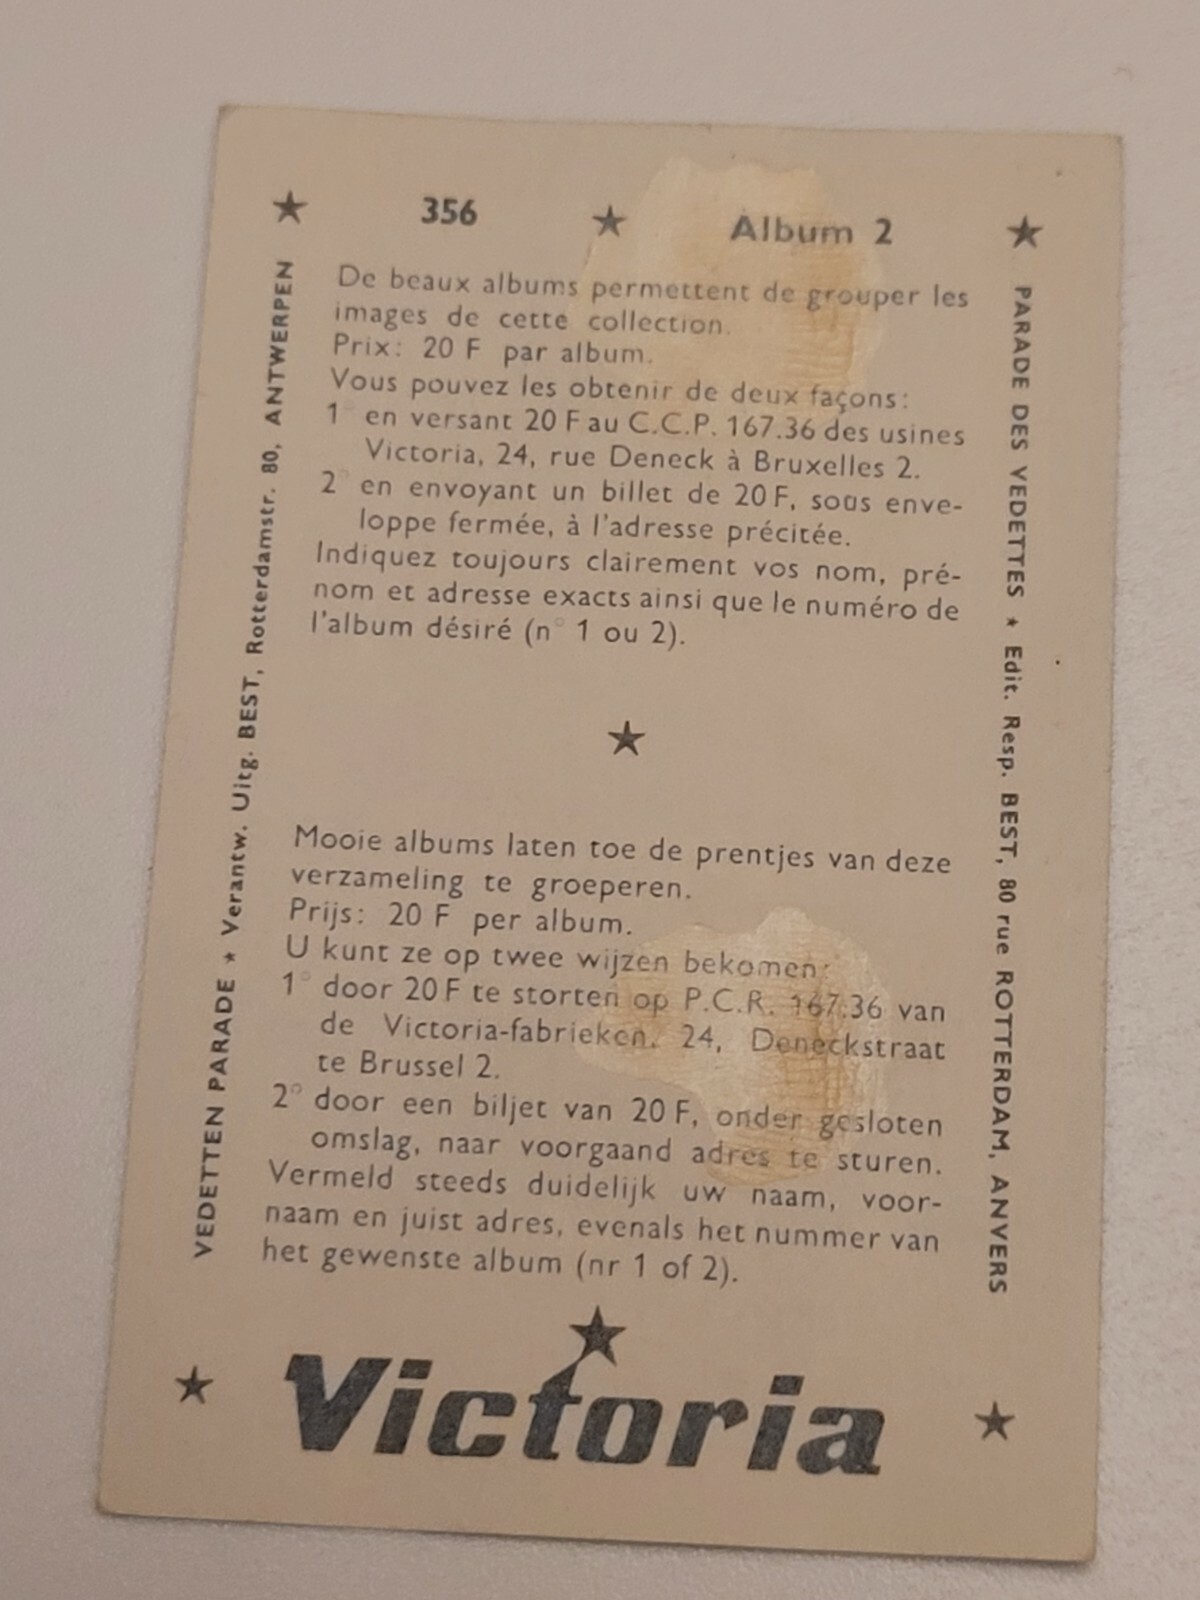 ★ 356 ★ Album 2 ★
De beaux albums permettent de grouper les
images de cette collection.
Prix: 20 F par album.
Vous pouvez les obtenir de deux façons:
1° en versant 20 F au C.C.P. 167.36 des usines
Victoria, 24, rue Deneck à Bruxelles 2.
2° en envoyant un billet de 20 F, sous enve-
loppe fermée, à l'adresse précitée.
Indiquez toujours clairement vos nom, pré-
nom et adresse exacts ainsi que le numéro de
l'album désiré (n° 1 ou 2).
★
Mooie albums laten toe de prentjes van deze
verzameling te groeperen.
Prijs: 20 F per album.
U kunt ze op twee wijzen bekomen:
1° door 20 F te storten op P.C.R. 167.36 van
de Victoria-fabrieken, 24, Deneckstraat
te Brussel 2.
2° door een biljet van 20 F, onder gesloten
omslag, naar voorgaand adres te sturen.
Vermeld steeds duidelijk uw naam, voor-
naam en juist adres, evenals het nummer van
het gewenste album (nr 1 of 2).
★ Victoria ★
VEDETTEN PARADE ★ Verantw. Uitg. BEST, Rotterdamstr. 80, ANTWERPEN
PARADE DES VEDETTES ★ Edit. Resp. BEST, 80 rue ROTTERDAM, ANVERS